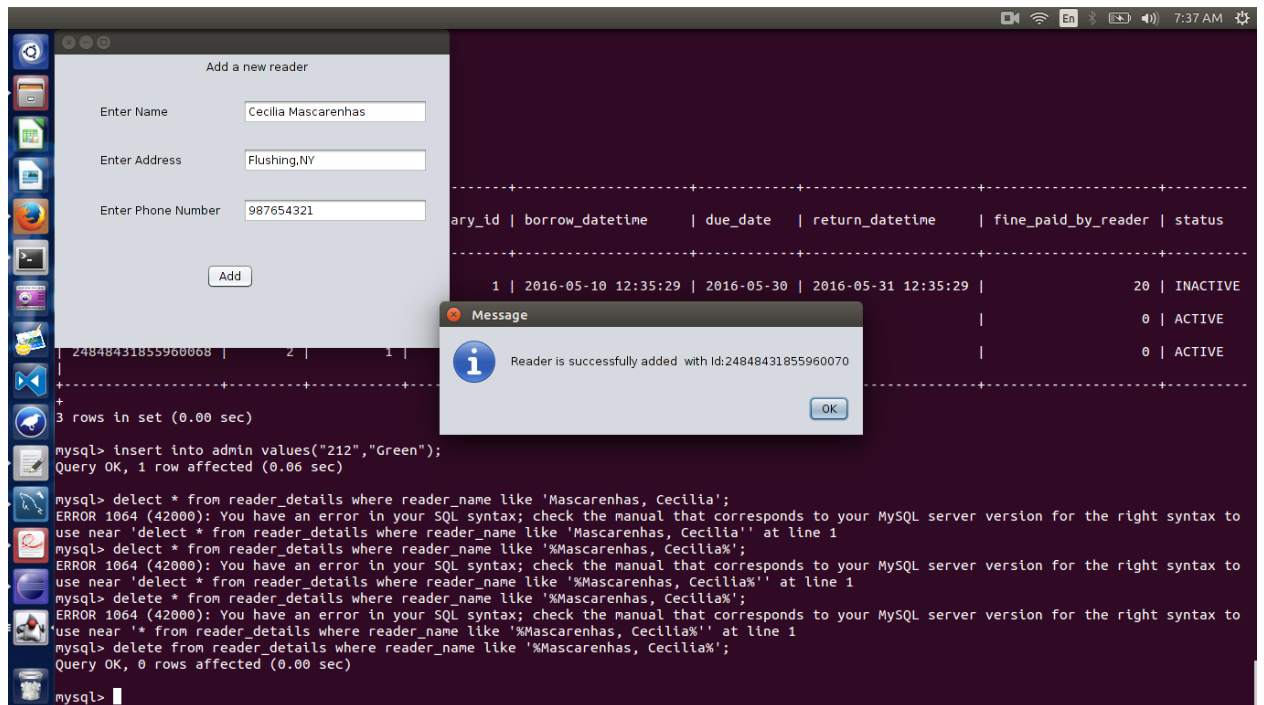 En 7:37 AM
Add a new reader
Enter Name Cecilia Mascarenhas
Enter Address Flushing,NY
Enter Phone Number 987654321
Add
-------+---------------------+------------+---------------------+---------------------+----------
ary_id | borrow_datetime | due_date | return_datetime | fine_paid_by_reader | status
-------+---------------------+------------+---------------------+---------------------+----------
1 | 2016-05-10 12:35:29 | 2016-05-30 | 2016-05-31 12:35:29 | 20 | INACTIVE
| 0 | ACTIVE
| 24848431855960068 | 2 | 1 | | 0 | ACTIVE
|
+-------------------+---------+-----------+---- ----------+---------------------+----------
+
Message
Reader is successfully added with Id:24848431855960070
OK
3 rows in set (0.00 sec)
mysql> insert into admin values("212","Green");
Query OK, 1 row affected (0.06 sec)
mysql> delect * from reader_details where reader_name like 'Mascarenhas, Cecilia';
ERROR 1064 (42000): You have an error in your SQL syntax; check the manual that corresponds to your MySQL server version for the right syntax to
use near 'delect * from reader_details where reader_name like 'Mascarenhas, Cecilia'' at line 1
mysql> delect * from reader_details where reader_name like '%Mascarenhas, Cecilia%';
ERROR 1064 (42000): You have an error in your SQL syntax; check the manual that corresponds to your MySQL server version for the right syntax to
use near 'delect * from reader_details where reader_name like '%Mascarenhas, Cecilia%'' at line 1
mysql> delete * from reader_details where reader_name like '%Mascarenhas, Cecilia%';
ERROR 1064 (42000): You have an error in your SQL syntax; check the manual that corresponds to your MySQL server version for the right syntax to
use near '* from reader_details where reader_name like '%Mascarenhas, Cecilia%'' at line 1
mysql> delete from reader_details where reader_name like '%Mascarenhas, Cecilia%';
Query OK, 0 rows affected (0.00 sec)
mysql>